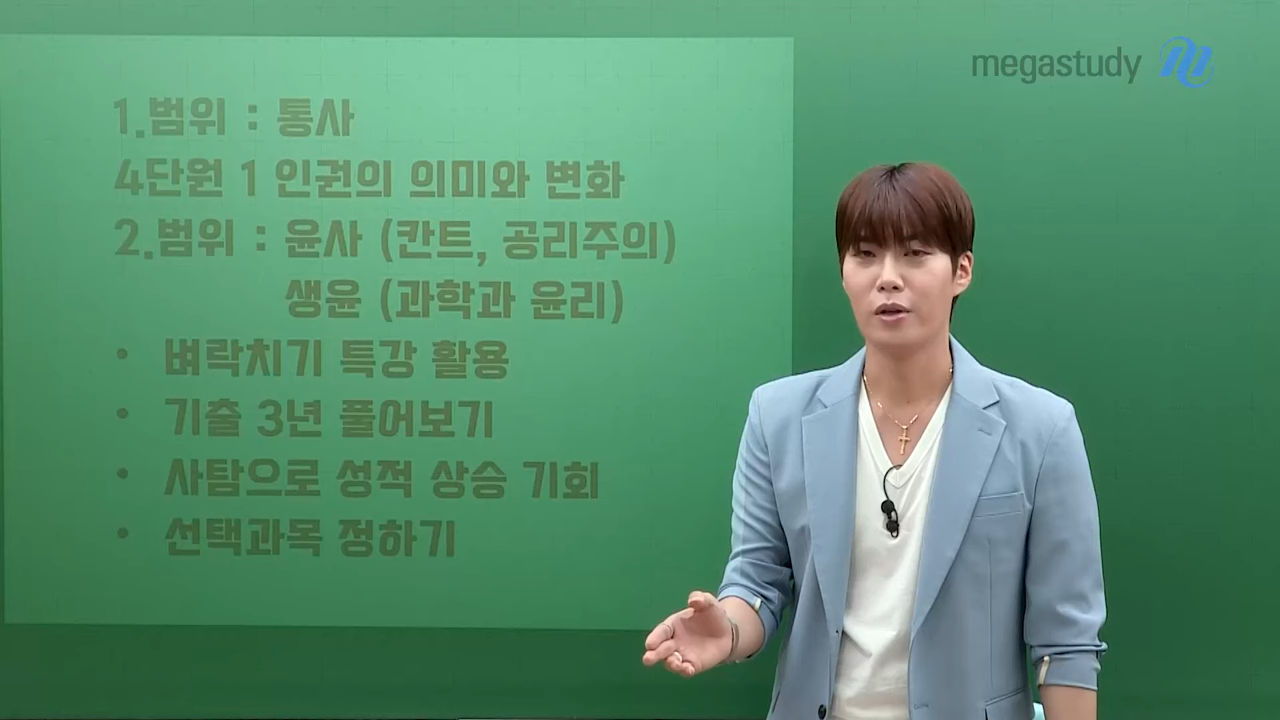 megastudy
1.범위 : 통사
4단원 1 인권의 의미와 변화
2.범위 : 윤사 (칸트, 공리주의)
생윤 (과학과 윤리)
• 벼락치기 특강 활용
• 기출 3년 풀어보기
• 사탐으로 성적 상승 기회
• 선택과목 정하기